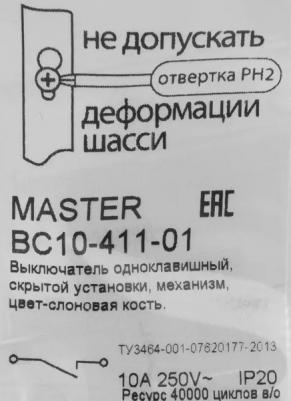 не допускать
отвертка PH2
деформации
шасси
MASTER EAC
ВС10-411-01
Выключатель одноклавишный,
скрытой установки, механизм,
цвет-слоновая кость.
ТУ3464-001-07620177-2013
10А 250V~ IP20
Ресурс 40000 циклов в/о